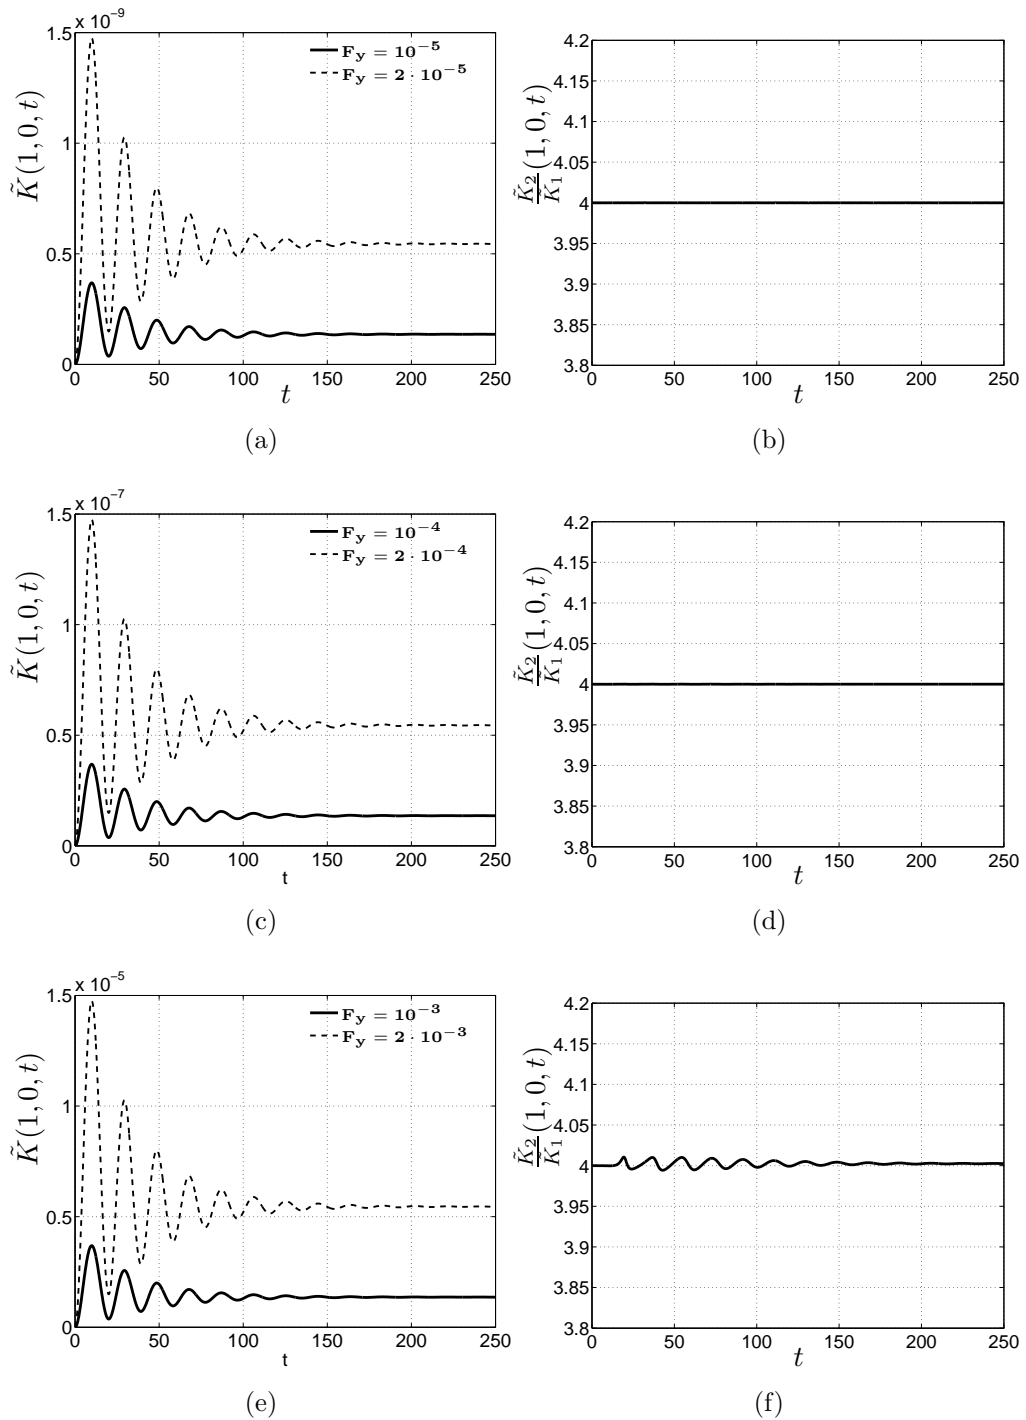 x 10⁻⁹
1.5
1
0.5
0
K̃(1, 0, t)
F_y = 10⁻⁵
F_y = 2 · 10⁻⁵
0 50 100 150 200 250
t
(a)
4.2
4.15
4.1
4.05
4
3.95
3.9
3.85
3.8
K̃₂/K̃₁(1, 0, t)
0 50 100 150 200 250
t
(b)
x 10⁻⁷
1.5
1
0.5
0
K̃(1, 0, t)
F_y = 10⁻⁴
F_y = 2 · 10⁻⁴
0 50 100 150 200 250
t
(c)
4.2
4.15
4.1
4.05
4
3.95
3.9
3.85
3.8
K̃₂/K̃₁(1, 0, t)
0 50 100 150 200 250
t
(d)
x 10⁻⁵
1.5
1
0.5
0
K̃(1, 0, t)
F_y = 10⁻³
F_y = 2 · 10⁻³
0 50 100 150 200 250
t
(e)
4.2
4.15
4.1
4.05
4
3.95
3.9
3.85
3.8
K̃₂/K̃₁(1, 0, t)
0 50 100 150 200 250
t
(f)